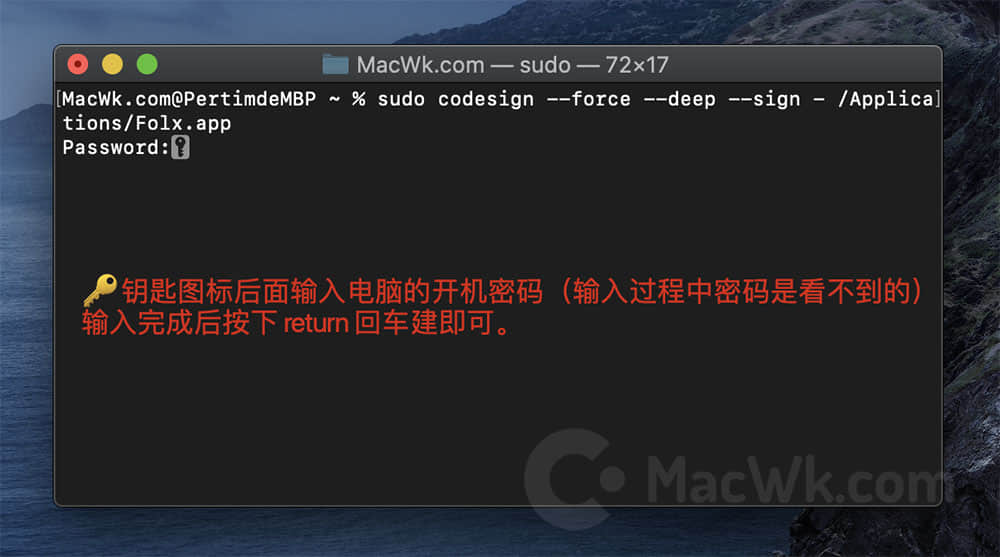 MacWk.com — sudo — 72×17
[MacWk.com@PertimdeMBP ~ % sudo codesign --force --deep --sign - /Applica]
tions/Folx.app
Password:
🔑钥匙图标后面输入电脑的开机密码（输入过程中密码是看不到的）
输入完成后按下 return 回车建即可。
MacWk.com